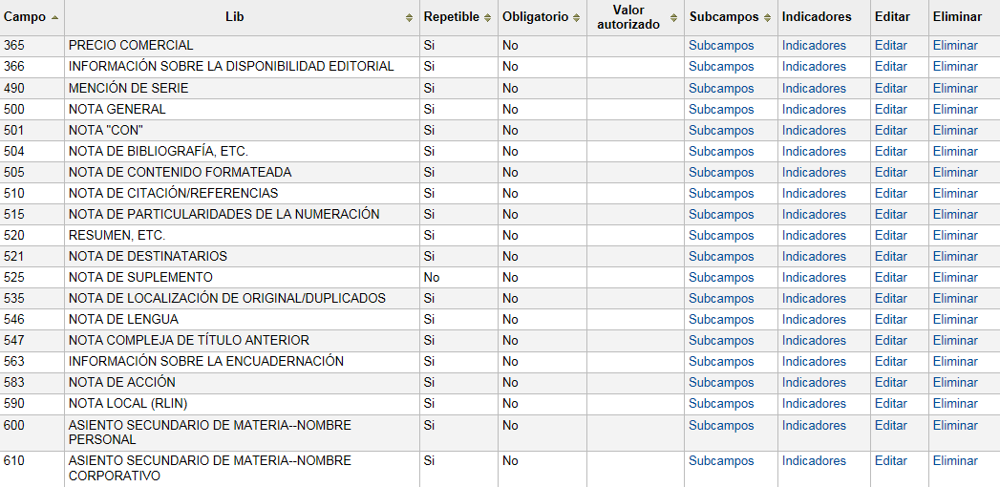 Campo Lib Repetible Obligatorio Valor autorizado Subcampos Indicadores Editar Eliminar
365 PRECIO COMERCIAL Si No Subcampos Indicadores Editar Eliminar
366 INFORMACIÓN SOBRE LA DISPONIBILIDAD EDITORIAL Si No Subcampos Indicadores Editar Eliminar
490 MENCIÓN DE SERIE Si No Subcampos Indicadores Editar Eliminar
500 NOTA GENERAL Si No Subcampos Indicadores Editar Eliminar
501 NOTA "CON" Si No Subcampos Indicadores Editar Eliminar
504 NOTA DE BIBLIOGRAFÍA, ETC. Si No Subcampos Indicadores Editar Eliminar
505 NOTA DE CONTENIDO FORMATEADA Si No Subcampos Indicadores Editar Eliminar
510 NOTA DE CITACIÓN/REFERENCIAS Si No Subcampos Indicadores Editar Eliminar
515 NOTA DE PARTICULARIDADES DE LA NUMERACIÓN Si No Subcampos Indicadores Editar Eliminar
520 RESUMEN, ETC. Si No Subcampos Indicadores Editar Eliminar
521 NOTA DE DESTINATARIOS Si No Subcampos Indicadores Editar Eliminar
525 NOTA DE SUPLEMENTO No No Subcampos Indicadores Editar Eliminar
535 NOTA DE LOCALIZACIÓN DE ORIGINAL/DUPLICADOS Si No Subcampos Indicadores Editar Eliminar
546 NOTA DE LENGUA Si No Subcampos Indicadores Editar Eliminar
547 NOTA COMPLEJA DE TÍTULO ANTERIOR Si No Subcampos Indicadores Editar Eliminar
563 INFORMACIÓN SOBRE LA ENCUADERNACIÓN Si No Subcampos Indicadores Editar Eliminar
583 NOTA DE ACCIÓN Si No Subcampos Indicadores Editar Eliminar
590 NOTA LOCAL (RLIN) Si No Subcampos Indicadores Editar Eliminar
600 ASIENTO SECUNDARIO DE MATERIA--NOMBRE Si No Subcampos Indicadores Editar Eliminar
PERSONAL
610 ASIENTO SECUNDARIO DE MATERIA--NOMBRE Si No Subcampos Indicadores Editar Eliminar
CORPORATIVO